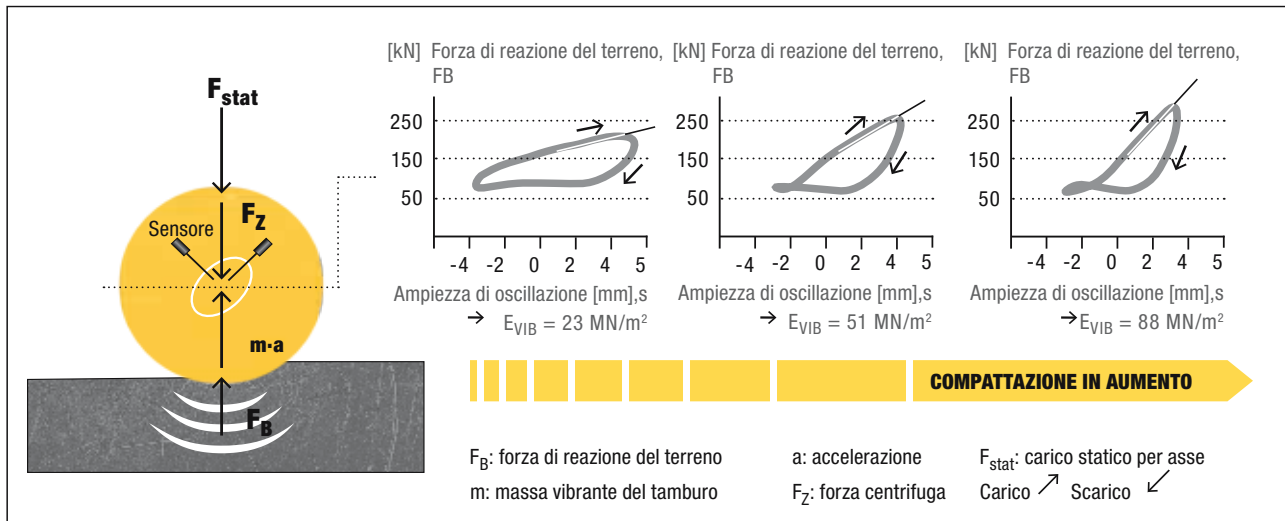 F_stat
F_Z
Sensore
m·a
F_B
[kN] Forza di reazione del terreno,
FB
250
150
50
-4 -2 0 2 4 5
Ampiezza di oscillazione [mm],s
→ E_VIB = 23 MN/m²
[kN] Forza di reazione del terreno,
FB
250
150
50
-4 -2 0 2 4 5
Ampiezza di oscillazione [mm],s
→ E_VIB = 51 MN/m²
[kN] Forza di reazione del terreno,
FB
250
150
50
-4 -2 0 2 4 5
Ampiezza di oscillazione [mm],s
→ E_VIB = 88 MN/m²
COMPATTAZIONE IN AUMENTO
F_B: forza di reazione del terreno
m: massa vibrante del tamburo
a: accelerazione
F_Z: forza centrifuga
F_stat: carico statico per asse
Carico ↗ Scarico ↙